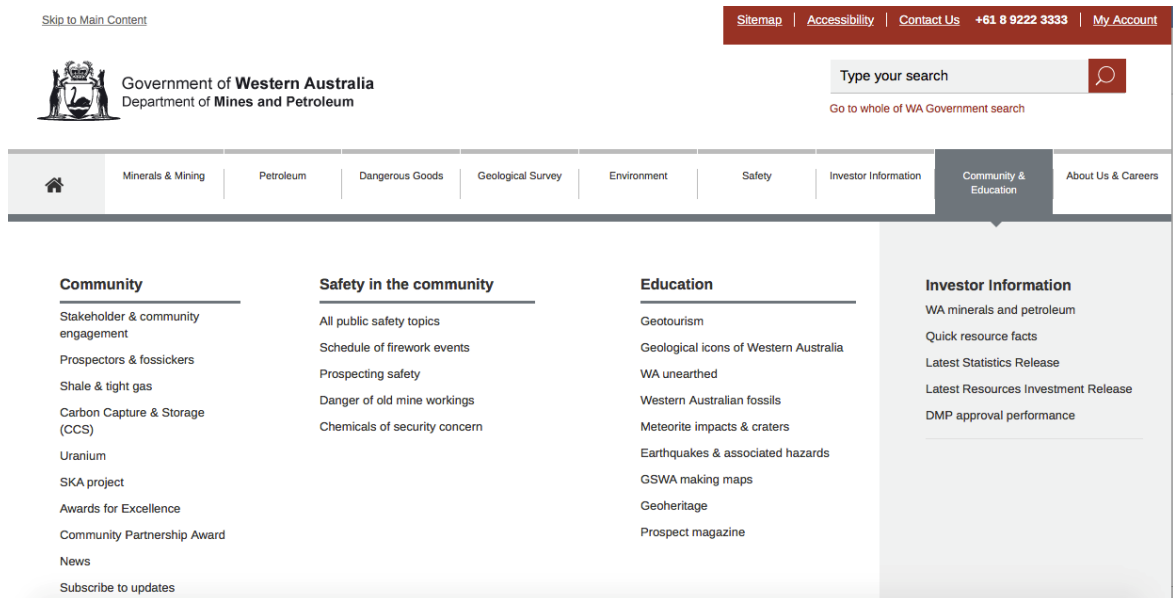 Skip to Main Content
Sitemap
Accessibility
Contact Us
+61 8 9222 3333
My Account
Government of Western Australia
Department of Mines and Petroleum
Type your search
Go to whole of WA Government search
Minerals & Mining
Petroleum
Dangerous Goods
Geological Survey
Environment
Safety
Investor Information
Community &
Education
About Us & Careers
Community
Stakeholder & community
engagement
Prospectors & fossickers
Shale & tight gas
Carbon Capture & Storage
(CCS)
Uranium
SKA project
Awards for Excellence
Community Partnership Award
News
Subscribe to updates
Safety in the community
All public safety topics
Schedule of firework events
Prospecting safety
Danger of old mine workings
Chemicals of security concern
Education
Geotourism
Geological icons of Western Australia
WA unearthed
Western Australian fossils
Meteorite impacts & craters
Earthquakes & associated hazards
GSWA making maps
Geoheritage
Prospect magazine
Investor Information
WA minerals and petroleum
Quick resource facts
Latest Statistics Release
Latest Resources Investment Release
DMP approval performance